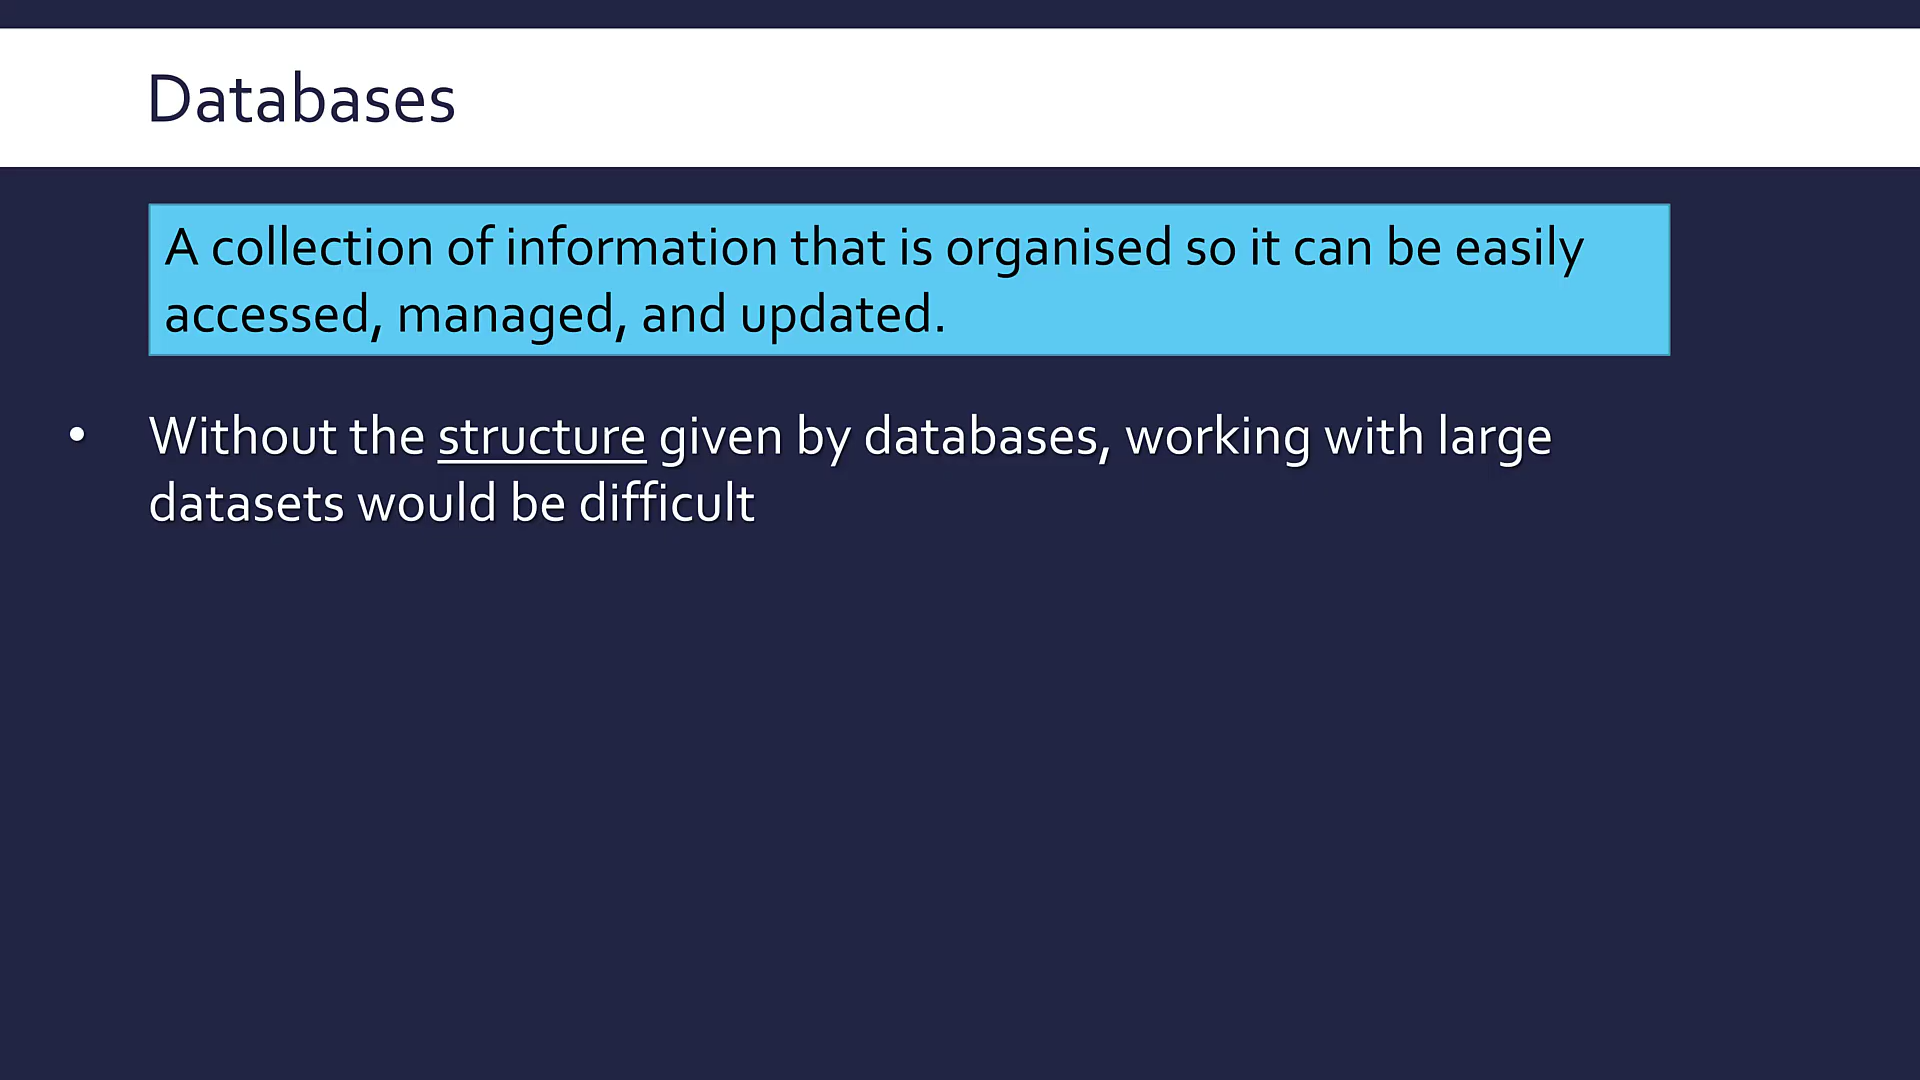 Databases
A collection of information that is organised so it can be easily
accessed, managed, and updated.
• Without the structure given by databases, working with large
datasets would be difficult